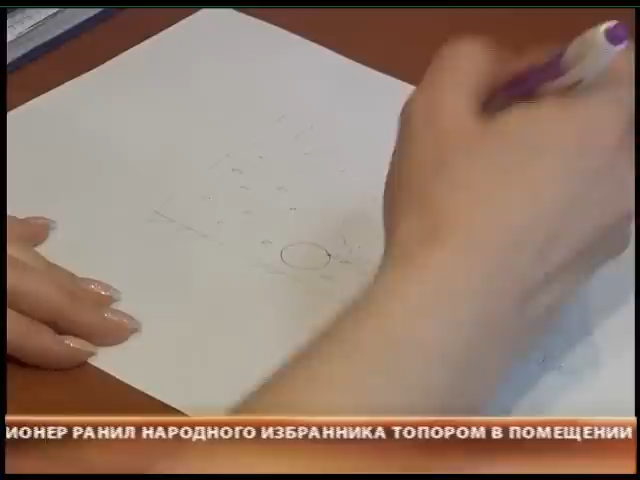 ИОНЕР РАНИЛ НАРОДНОГО ИЗБРАННИКА ТОПОРОМ В ПОМЕЩЕНИИ